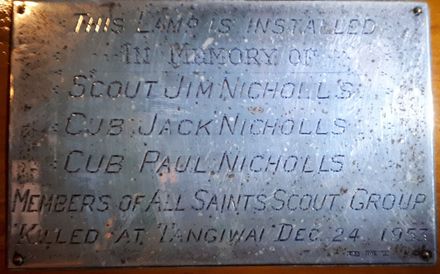 THIS LAMP IS INSTALLED
IN MEMORY OF
SCOUT JIM NICHOLLS
CUB JACK NICHOLLS
CUB PAUL NICHOLLS
MEMBERS OF ALL SAINTS SCOUT GROUP
KILLED AT TANGIWAI DEC. 24. 1953